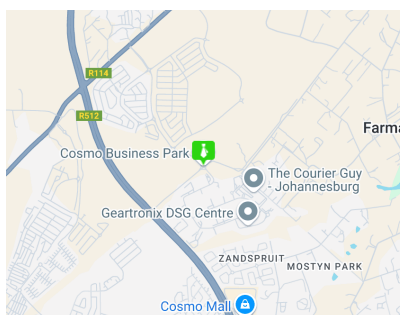 R114
R512
Farma
Cosmo Business Park
The Courier Guy
- Johannesburg
Geartronix DSG Centre
ZANDSPRUIT
MOSTYN PARK
Cosmo Mall